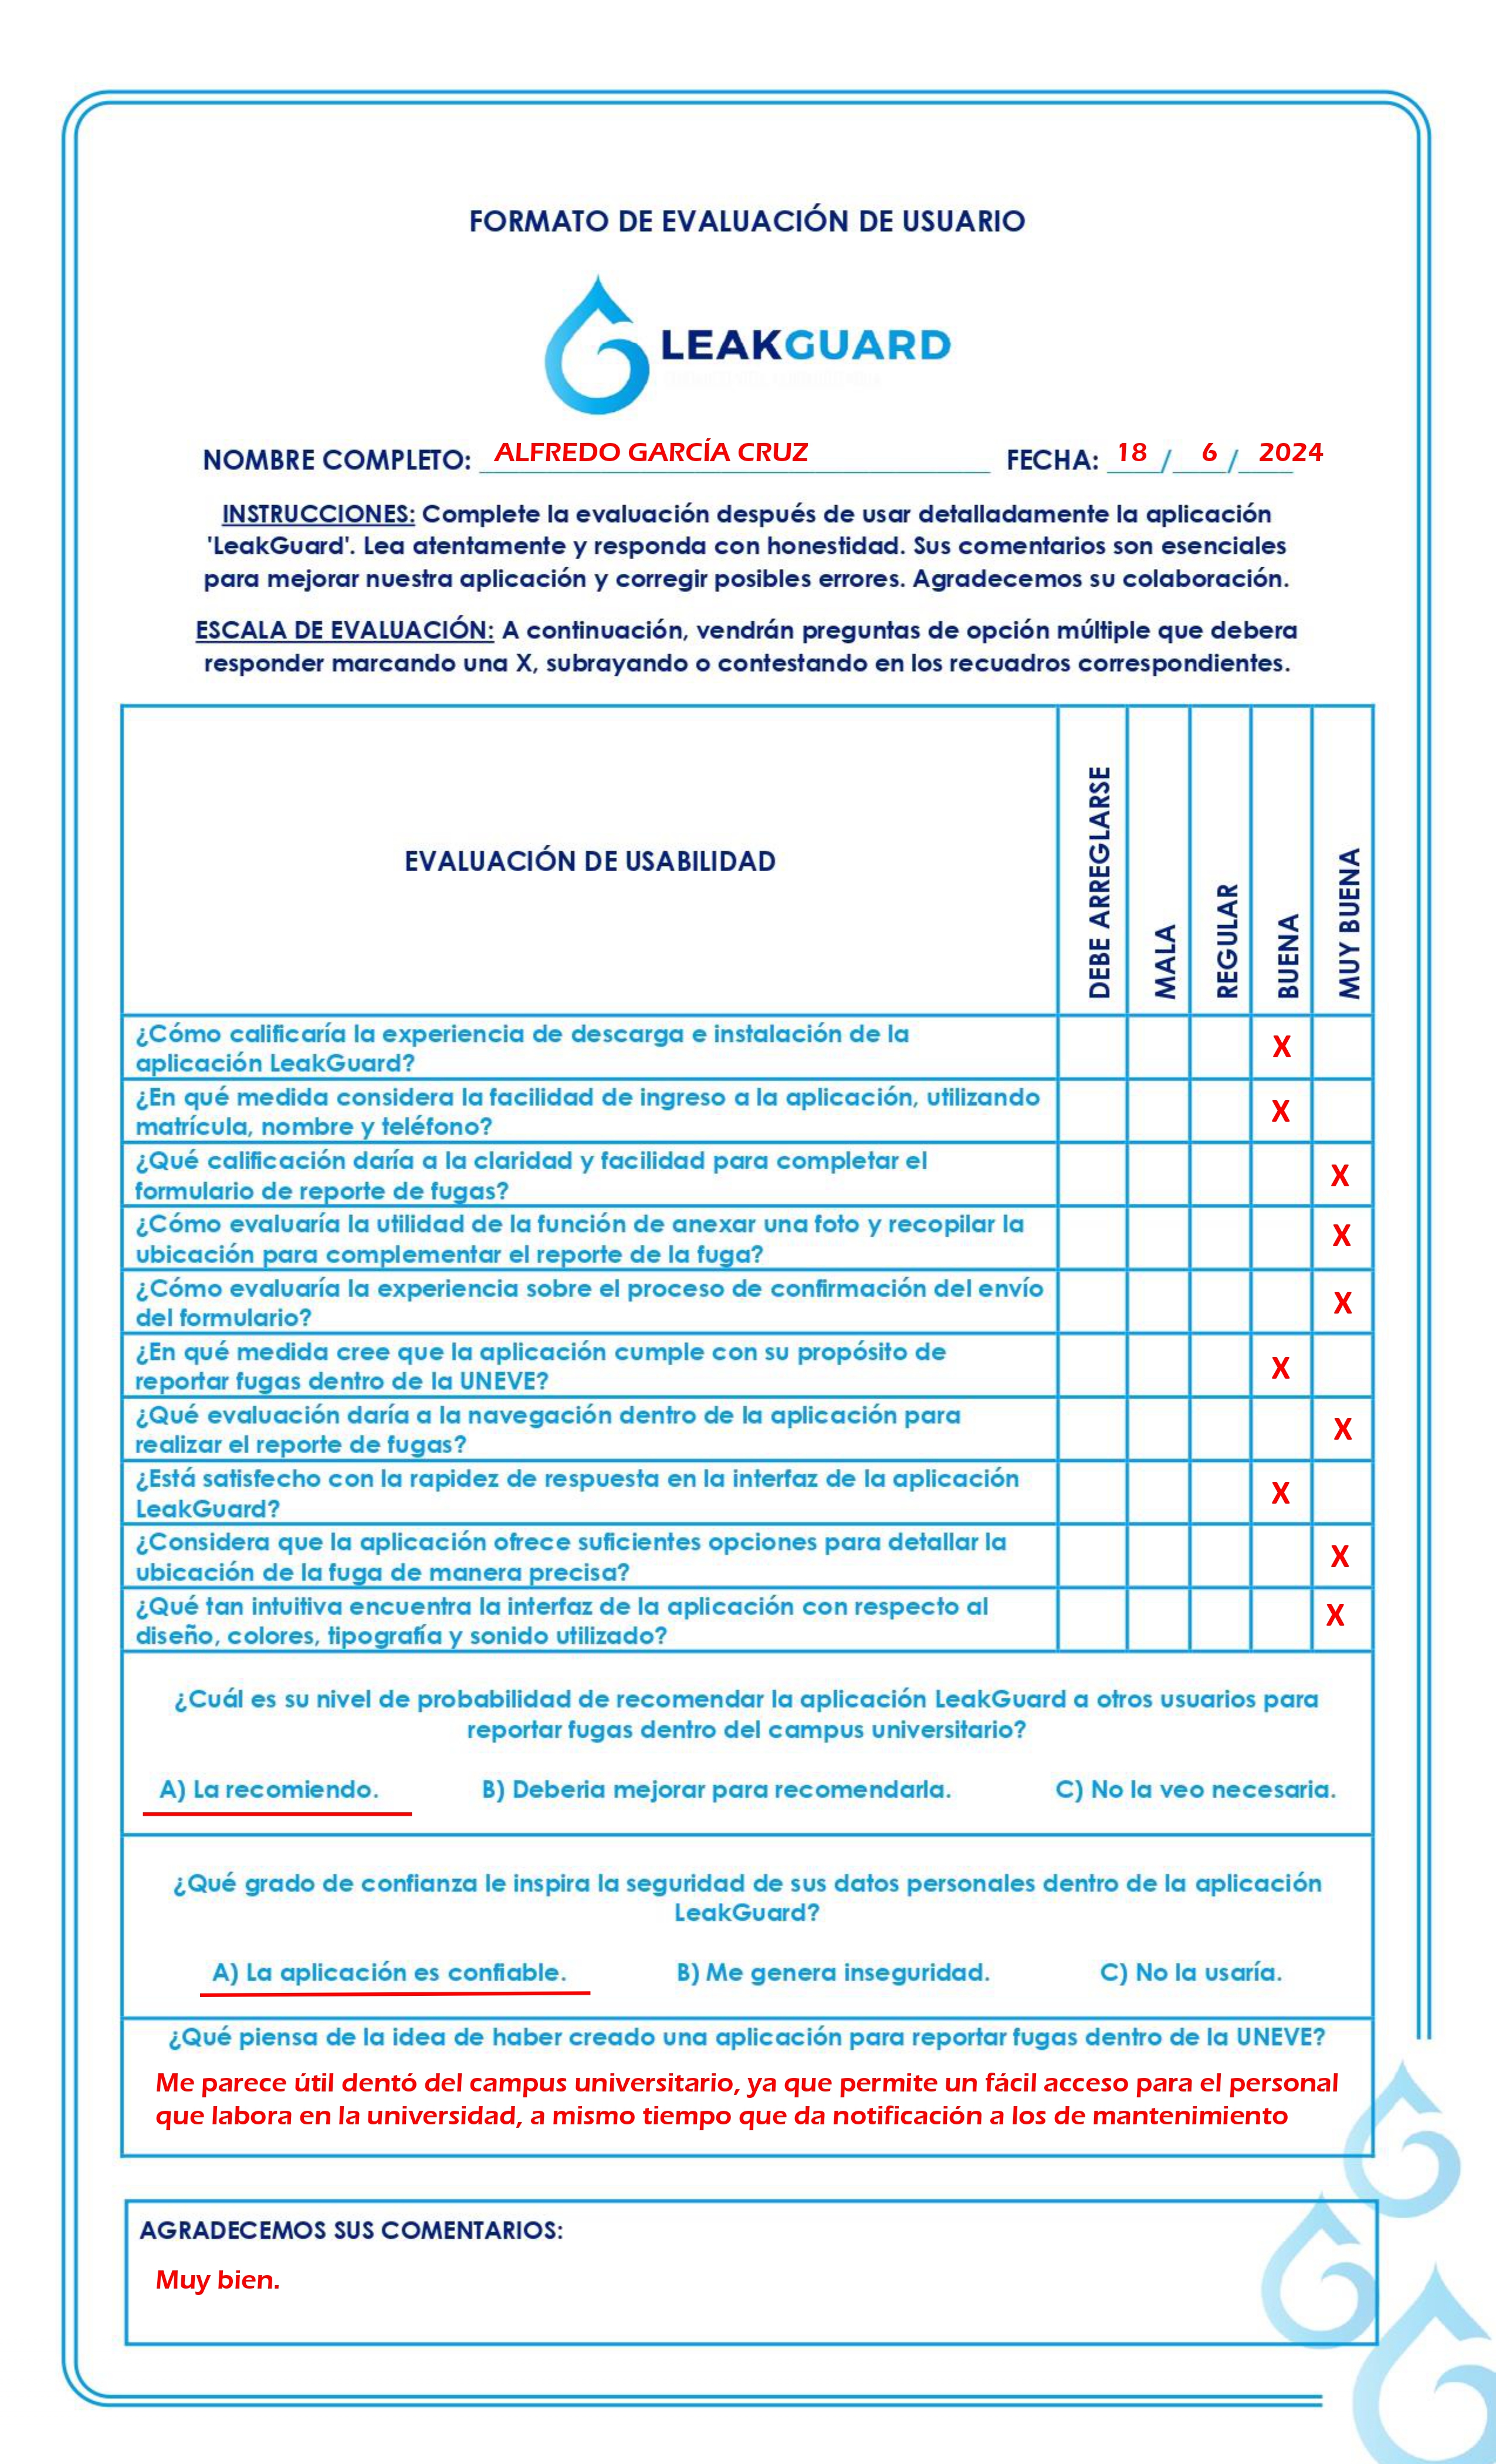 FORMATO DE EVALUACIÓN DE USUARIO
LEAKGUARD
NOMBRE COMPLETO: ALFREDO GARCÍA CRUZ FECHA: 18 / 6 / 2024
INSTRUCCIONES: Complete la evaluación después de usar detalladamente la aplicación
'LeakGuard'. Lea atentamente y responda con honestidad. Sus comentarios son esenciales
para mejorar nuestra aplicación y corregir posibles errores. Agradecemos su colaboración.
ESCALA DE EVALUACIÓN: A continuación, vendrán preguntas de opción múltiple que debera
responder marcando una X, subrayando o contestando en los recuadros correspondientes.
EVALUACIÓN DE USABILIDAD
DEBE ARREGLARSE
MALA
REGULAR
BUENA
MUY BUENA
¿Cómo calificaría la experiencia de descarga e instalación de la
aplicación LeakGuard?
X
¿En qué medida considera la facilidad de ingreso a la aplicación, utilizando
matrícula, nombre y teléfono?
X
¿Qué calificación daría a la claridad y facilidad para completar el
formulario de reporte de fugas?
X
¿Cómo evaluaría la utilidad de la función de anexar una foto y recopilar la
ubicación para complementar el reporte de la fuga?
X
¿Cómo evaluaría la experiencia sobre el proceso de confirmación del envío
del formulario?
X
¿En qué medida cree que la aplicación cumple con su propósito de
reportar fugas dentro de la UNEVE?
X
¿Qué evaluación daría a la navegación dentro de la aplicación para
realizar el reporte de fugas?
X
¿Está satisfecho con la rapidez de respuesta en la interfaz de la aplicación
LeakGuard?
X
¿Considera que la aplicación ofrece suficientes opciones para detallar la
ubicación de la fuga de manera precisa?
X
¿Qué tan intuitiva encuentra la interfaz de la aplicación con respecto al
diseño, colores, tipografía y sonido utilizado?
X
¿Cuál es su nivel de probabilidad de recomendar la aplicación LeakGuard a otros usuarios para
reportar fugas dentro del campus universitario?
A) La recomiendo. B) Deberia mejorar para recomendarla. C) No la veo necesaria.
¿Qué grado de confianza le inspira la seguridad de sus datos personales dentro de la aplicación
LeakGuard?
A) La aplicación es confiable. B) Me genera inseguridad. C) No la usaría.
¿Qué piensa de la idea de haber creado una aplicación para reportar fugas dentro de la UNEVE?
Me parece útil dentó del campus universitario, ya que permite un fácil acceso para el personal
que labora en la universidad, a mismo tiempo que da notificación a los de mantenimiento
AGRADECEMOS SUS COMENTARIOS:
Muy bien.